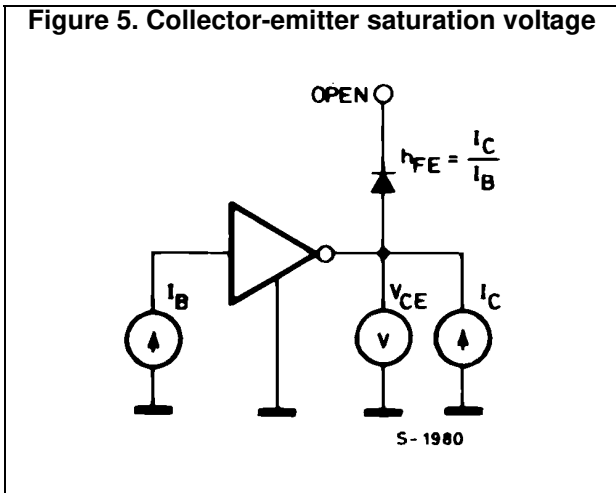 Figure 5. Collector-emitter saturation voltage
OPEN
hFE = IC
IB
IB
VCE
IC
V
S-1980